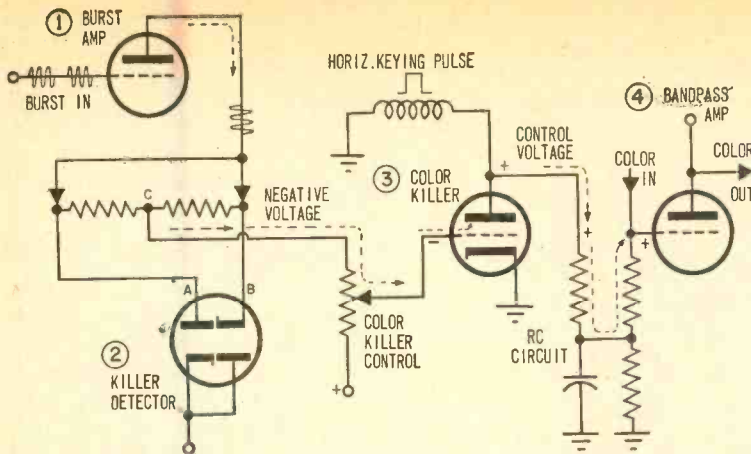 ① BURST
AMP
BURST IN
HORIZ.KEYING PULSE
④ BANDPASS
AMP
CONTROL
VOLTAGE
COLOR
IN
COLOR
OUT
③ COLOR
KILLER
+
+
+
-
C
NEGATIVE
VOLTAGE
A
B
②
KILLER
DETECTOR
COLOR
KILLER
CONTROL
+
RC
CIRCUIT